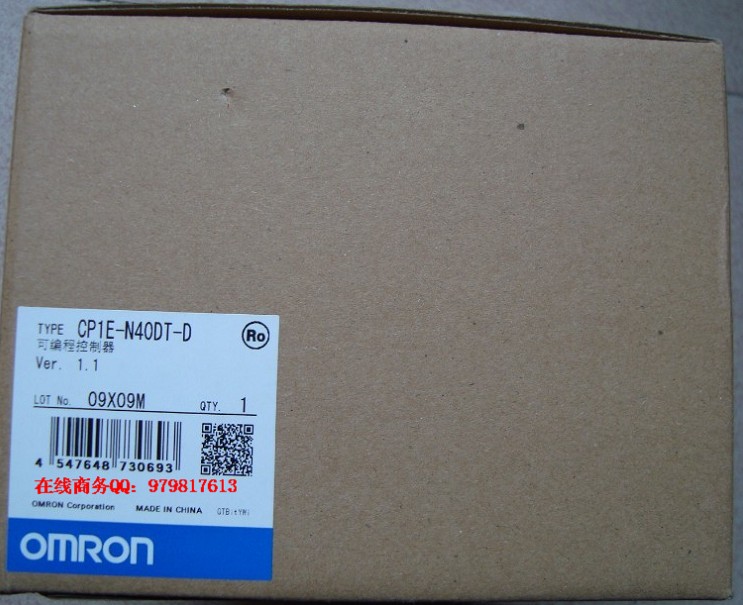 TYPE CP1E-N40DT-D
Ro
可编程控制器
Ver. 1.1
LOT No. 09X09M QTY. 1
4 547648 730693
在线商务QQ: 979817613
OMRON Corporation MADE IN CHINA
OMRON